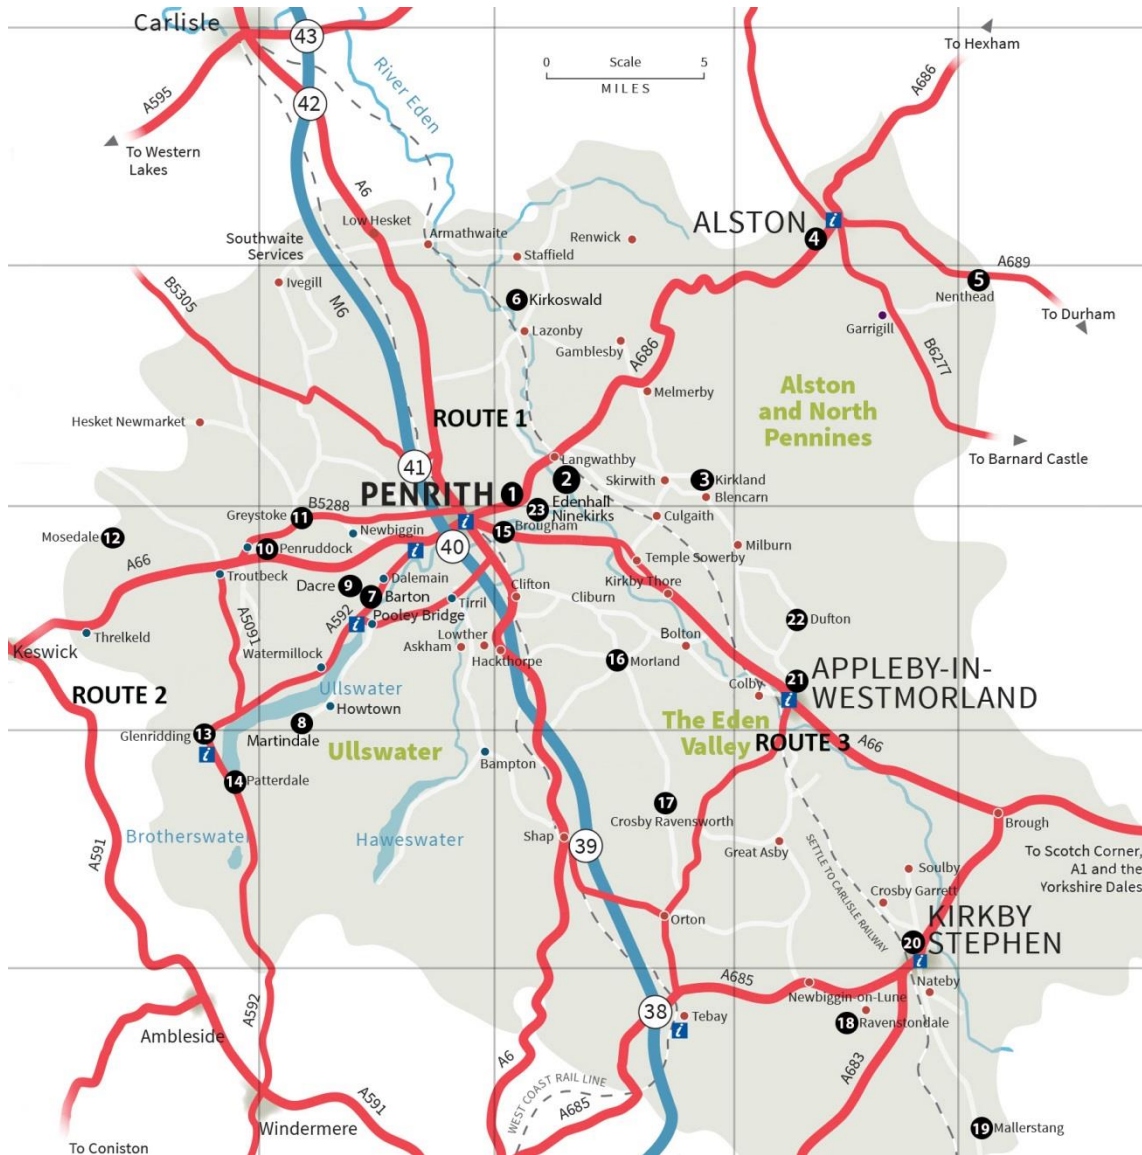 Carlisle
43
To Hexham
River Eden
0 Scale 5
MILES
A686
42
A595
To Western
Lakes
A6
ALSTON
i
4
Low Hesket
Armathwaite
Renwick
Southwaite
Services
Staffield
A689
5
Nenthead
B5305
Ivegill
M6
6 Kirkoswald
To Durham
Lazonby
Garrigill
Gamblesby
A686
B6277
Alston
and North
Pennines
Melmerby
Hesket Newmarket
ROUTE 1
Langwathby
To Barnard Castle
41
PENRITH
1
2
Skirwith
3 Kirkland
Blencarn
B5288
23
Edenhall
Ninekirks
Greystoke
11
i
15
Brougham
Culgaith
Mosedale
12
Newbiggin
10 Penruddock
40
i
Milburn
A66
Temple Sowerby
Troutbeck
Dacre
9
Dalemain
Clifton
Kirkby Thore
7
Barton
Tirril
Cliburn
A592
Pooley Bridge
i
22 Dufton
Threlkeld
A5091
Lowther
Bolton
Keswick
Watermillock
Askham
Hackthorpe
16 Morland
21
APPLEBY-IN-
WESTMORLAND
Colby
i
ROUTE 2
Ullswater
Howtown
Glenridding
13
8
Martindale
Ullswater
The Eden
Valley
ROUTE 3
A66
i
14 Patterdale
Bampton
17
Crosby Ravensworth
Brough
Brotherswater
Haweswater
Shap
39
Great Asby
SETTLE TO CARLISLE RAILWAY
To Scotch Corner,
A1 and the
Yorkshire Dales
A591
Soulby
Crosby Garrett
Orton
20
KIRKBY
STEPHEN
i
A685
Nateby
Newbiggin-on-Lune
A592
38
Tebay
i
18 Ravenstondale
Ambleside
A6
A683
WEST COAST RAIL LINE
A685
A591
Windermere
19 Mallerstang
To Coniston